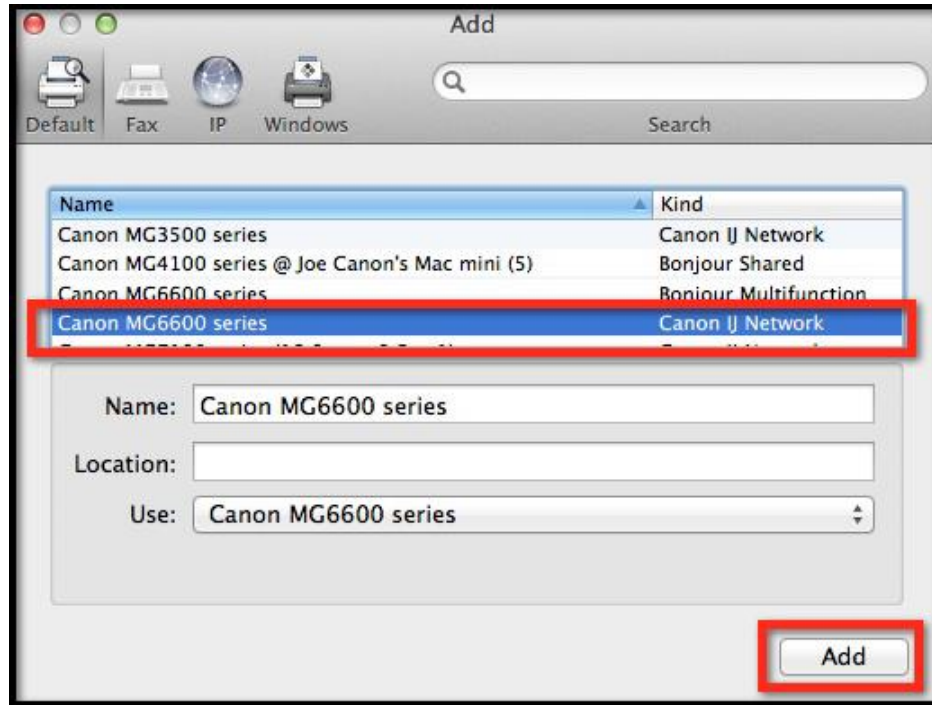 Add
Default Fax IP Windows Search
Name Kind
Canon MG3500 series Canon IJ Network
Canon MG4100 series @ Joe Canon's Mac mini (5) Bonjour Shared
Canon MG6600 series Bonjour Multifunction
Canon MG6600 series Canon IJ Network
Name: Canon MG6600 series
Location:
Use: Canon MG6600 series
Add